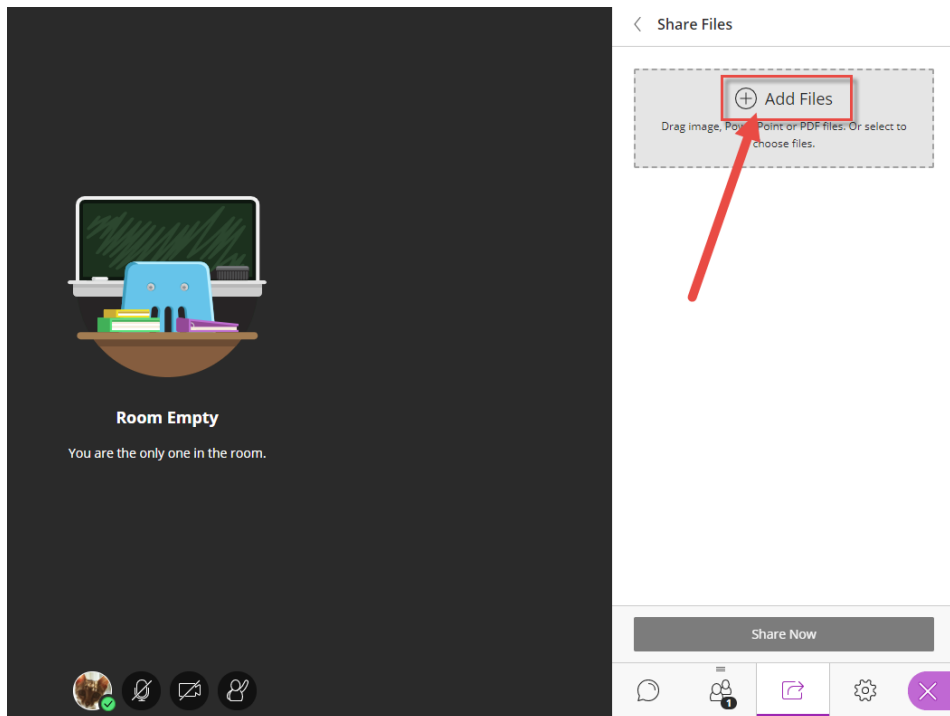 Share Files
Add Files
Drag image, PowerPoint or PDF files. Or select to
choose files.
Room Empty
You are the only one in the room.
Share Now
1